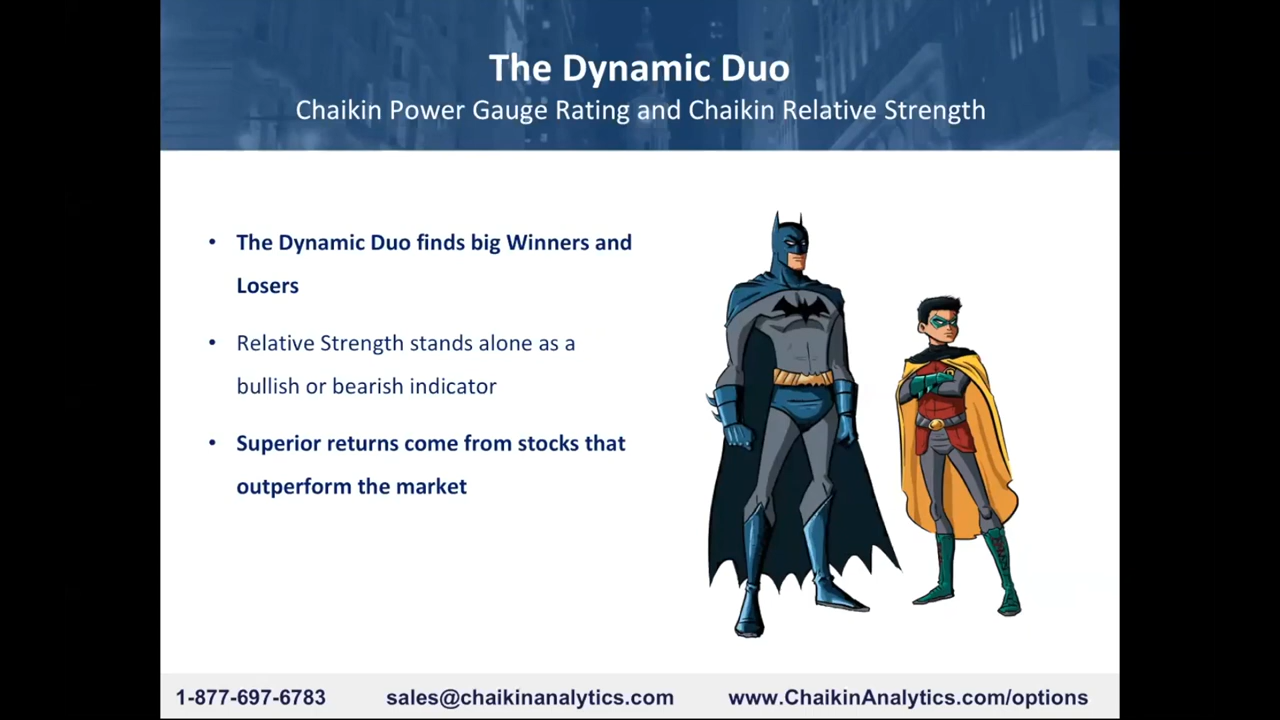 The Dynamic Duo
Chaikin Power Gauge Rating and Chaikin Relative Strength
• The Dynamic Duo finds big Winners and
Losers
• Relative Strength stands alone as a
bullish or bearish indicator
• Superior returns come from stocks that
outperform the market
1-877-697-6783 sales@chaikinanalytics.com www.ChaikinAnalytics.com/options